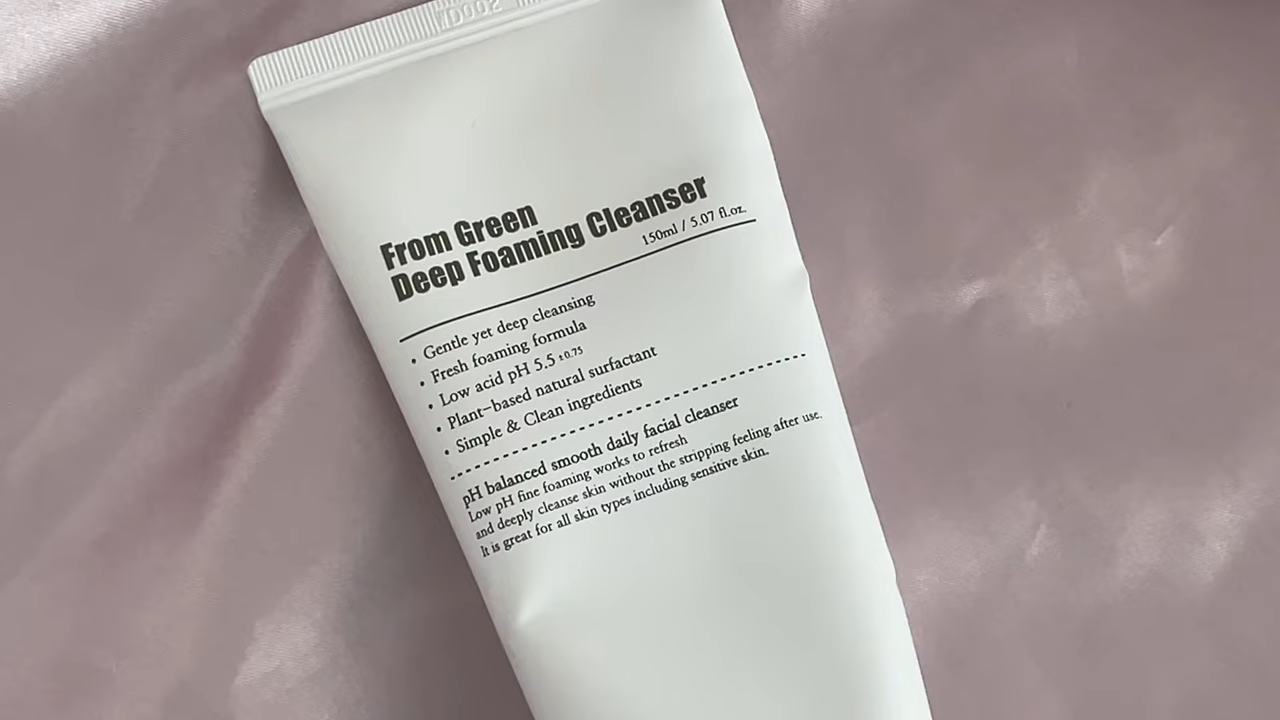 From Green
Deep Foaming Cleanser
150ml / 5.07 fl.oz.
• Gentle yet deep cleansing
• Fresh foaming formula
• Low acid pH 5.5 ±0.75
• Plant-based natural surfactant
• Simple & Clean ingredients
pH balanced smooth daily facial cleanser
Low pH fine foaming works to refresh
and deeply cleanse skin without the stripping feeling after use.
It is great for all skin types including sensitive skin.